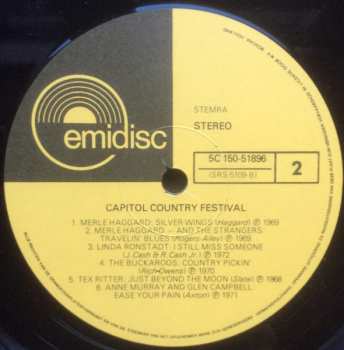 emidisc
STEMRA
STEREO
5C 150-51896
(SRS 5109-B)
2
CAPITOL COUNTRY FESTIVAL
1. MERLE HAGGARD: SILVER WINGS (Haggard) ℗ 1969
2. MERLE HAGGARD - AND THE STRANGERS:
TRAVELIN' BLUES (Rogers-Alley) ℗ 1969
3. LINDA RONSTADT: I STILL MISS SOMEONE
(J.Cash & R.Cash Jr.) ℗ 1972
4. THE BUCKAROOS: COUNTRY PICKIN'
(Rich-Owens) ℗ 1970
5. TEX RITTER: JUST BEYOND THE MOON (Slate) ℗ 1968
6. ANNE MURRAY AND GLEN CAMPBELL:
EASE YOUR PAIN (Axton) ℗ 1971